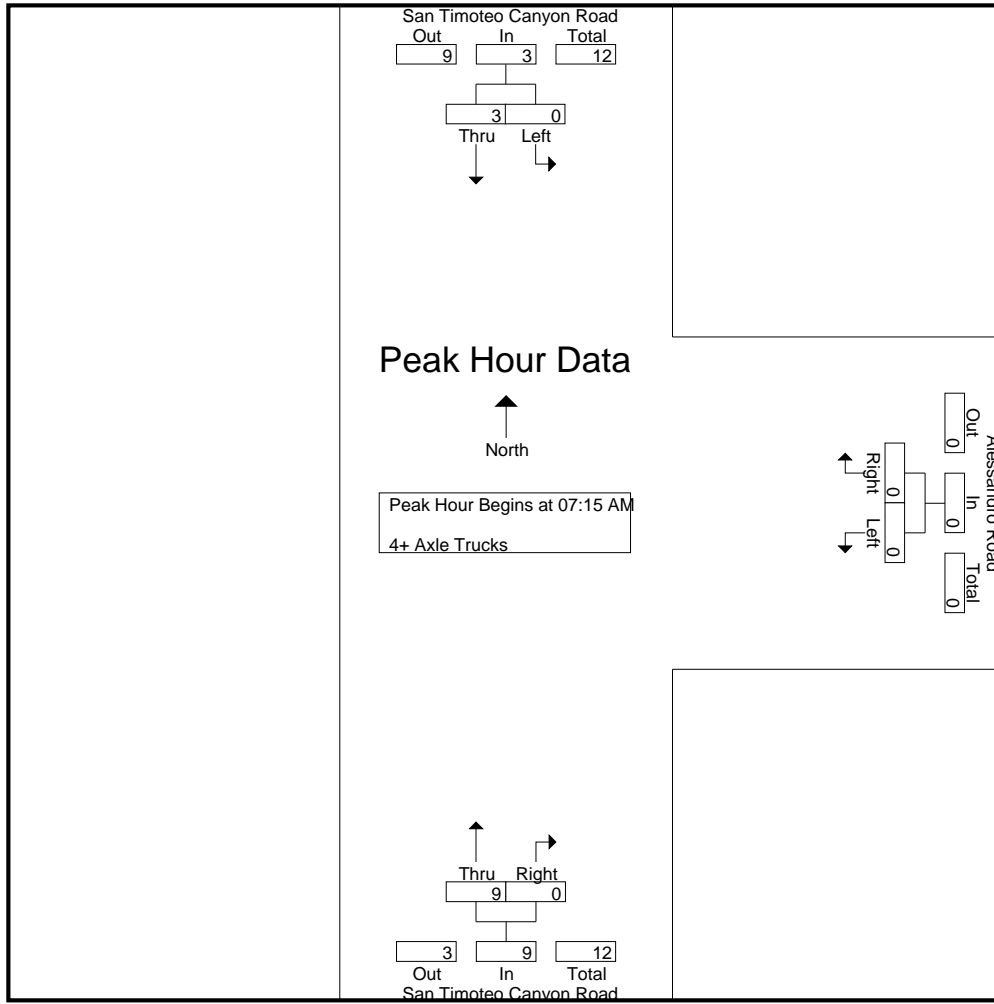 San Timoteo Canyon Road
Out In Total
9 3 12
3 0
Thru Left
Peak Hour Data
North
Peak Hour Begins at 07:15 AM
4+ Axle Trucks
Alessandro Road
Out In Total
0 0 0
Right Left
0 0
Thru Right
9 0
3 9 12
Out In Total
San Timoteo Canyon Road